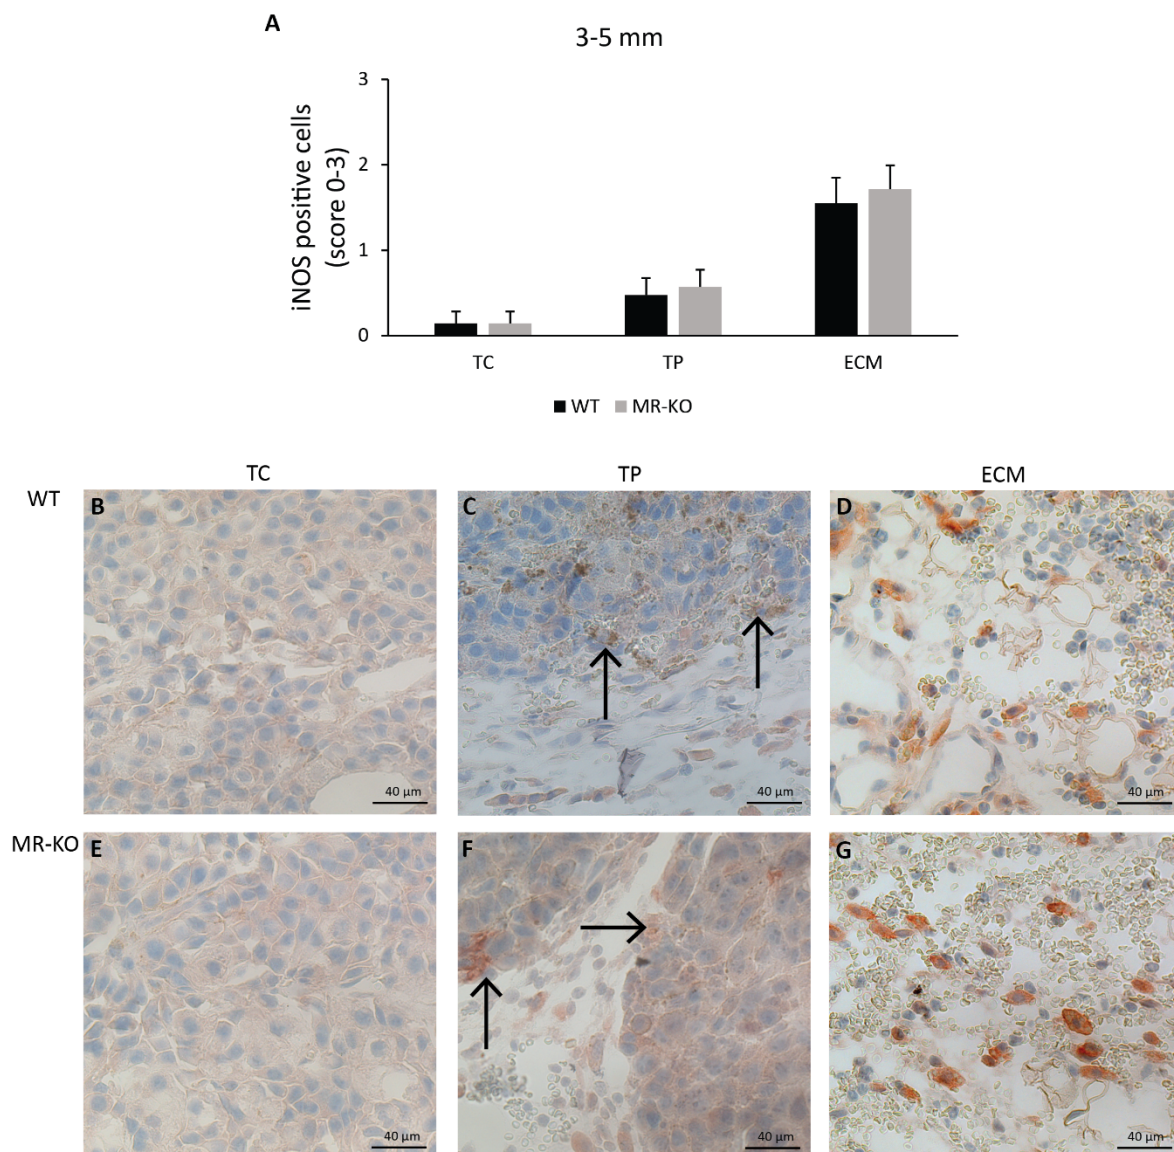 A
3-5 mm
iNOS positive cells
(score 0-3)
3
2
1
0
TC
TP
ECM
WT
MR-KO
TC
TP
ECM
WT
B
C
D
40 µm
40 µm
40 µm
MR-KO
E
F
G
40 µm
40 µm
40 µm